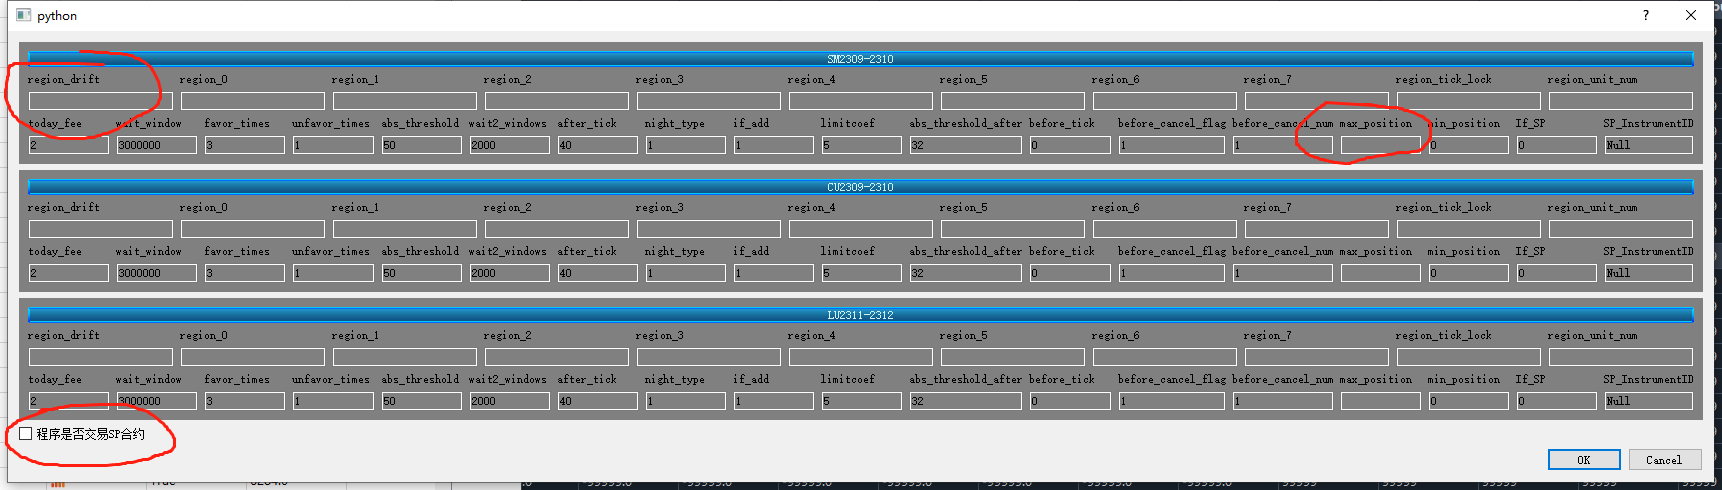 python
SM2309-2310
region_drift region_0 region_1 region_2 region_3 region_4 region_5 region_6 region_7 region_tick_lock region_unit_num
today_fee wait_window favor_times unfavor_times abs_threshold wait2_windows after_tick night_type if_add limitcoef abs_threshold_after before_tick before_cancel_flag before_cancel_num max_position min_position If_SP SP_InstrumentID
2 3000000 3 1 50 2000 40 1 1 5 32 0 1 1 0 0 Null
CU2309-2310
region_drift region_0 region_1 region_2 region_3 region_4 region_5 region_6 region_7 region_tick_lock region_unit_num
today_fee wait_window favor_times unfavor_times abs_threshold wait2_windows after_tick night_type if_add limitcoef abs_threshold_after before_tick before_cancel_flag before_cancel_num max_position min_position If_SP SP_InstrumentID
2 3000000 3 1 50 2000 40 1 1 5 32 0 1 1 0 0 Null
LU2311-2312
region_drift region_0 region_1 region_2 region_3 region_4 region_5 region_6 region_7 region_tick_lock region_unit_num
today_fee wait_window favor_times unfavor_times abs_threshold wait2_windows after_tick night_type if_add limitcoef abs_threshold_after before_tick before_cancel_flag before_cancel_num max_position min_position If_SP SP_InstrumentID
2 3000000 3 1 50 2000 40 1 1 5 32 0 1 1 0 0 Null
程序是否交易SP合约
OK Cancel